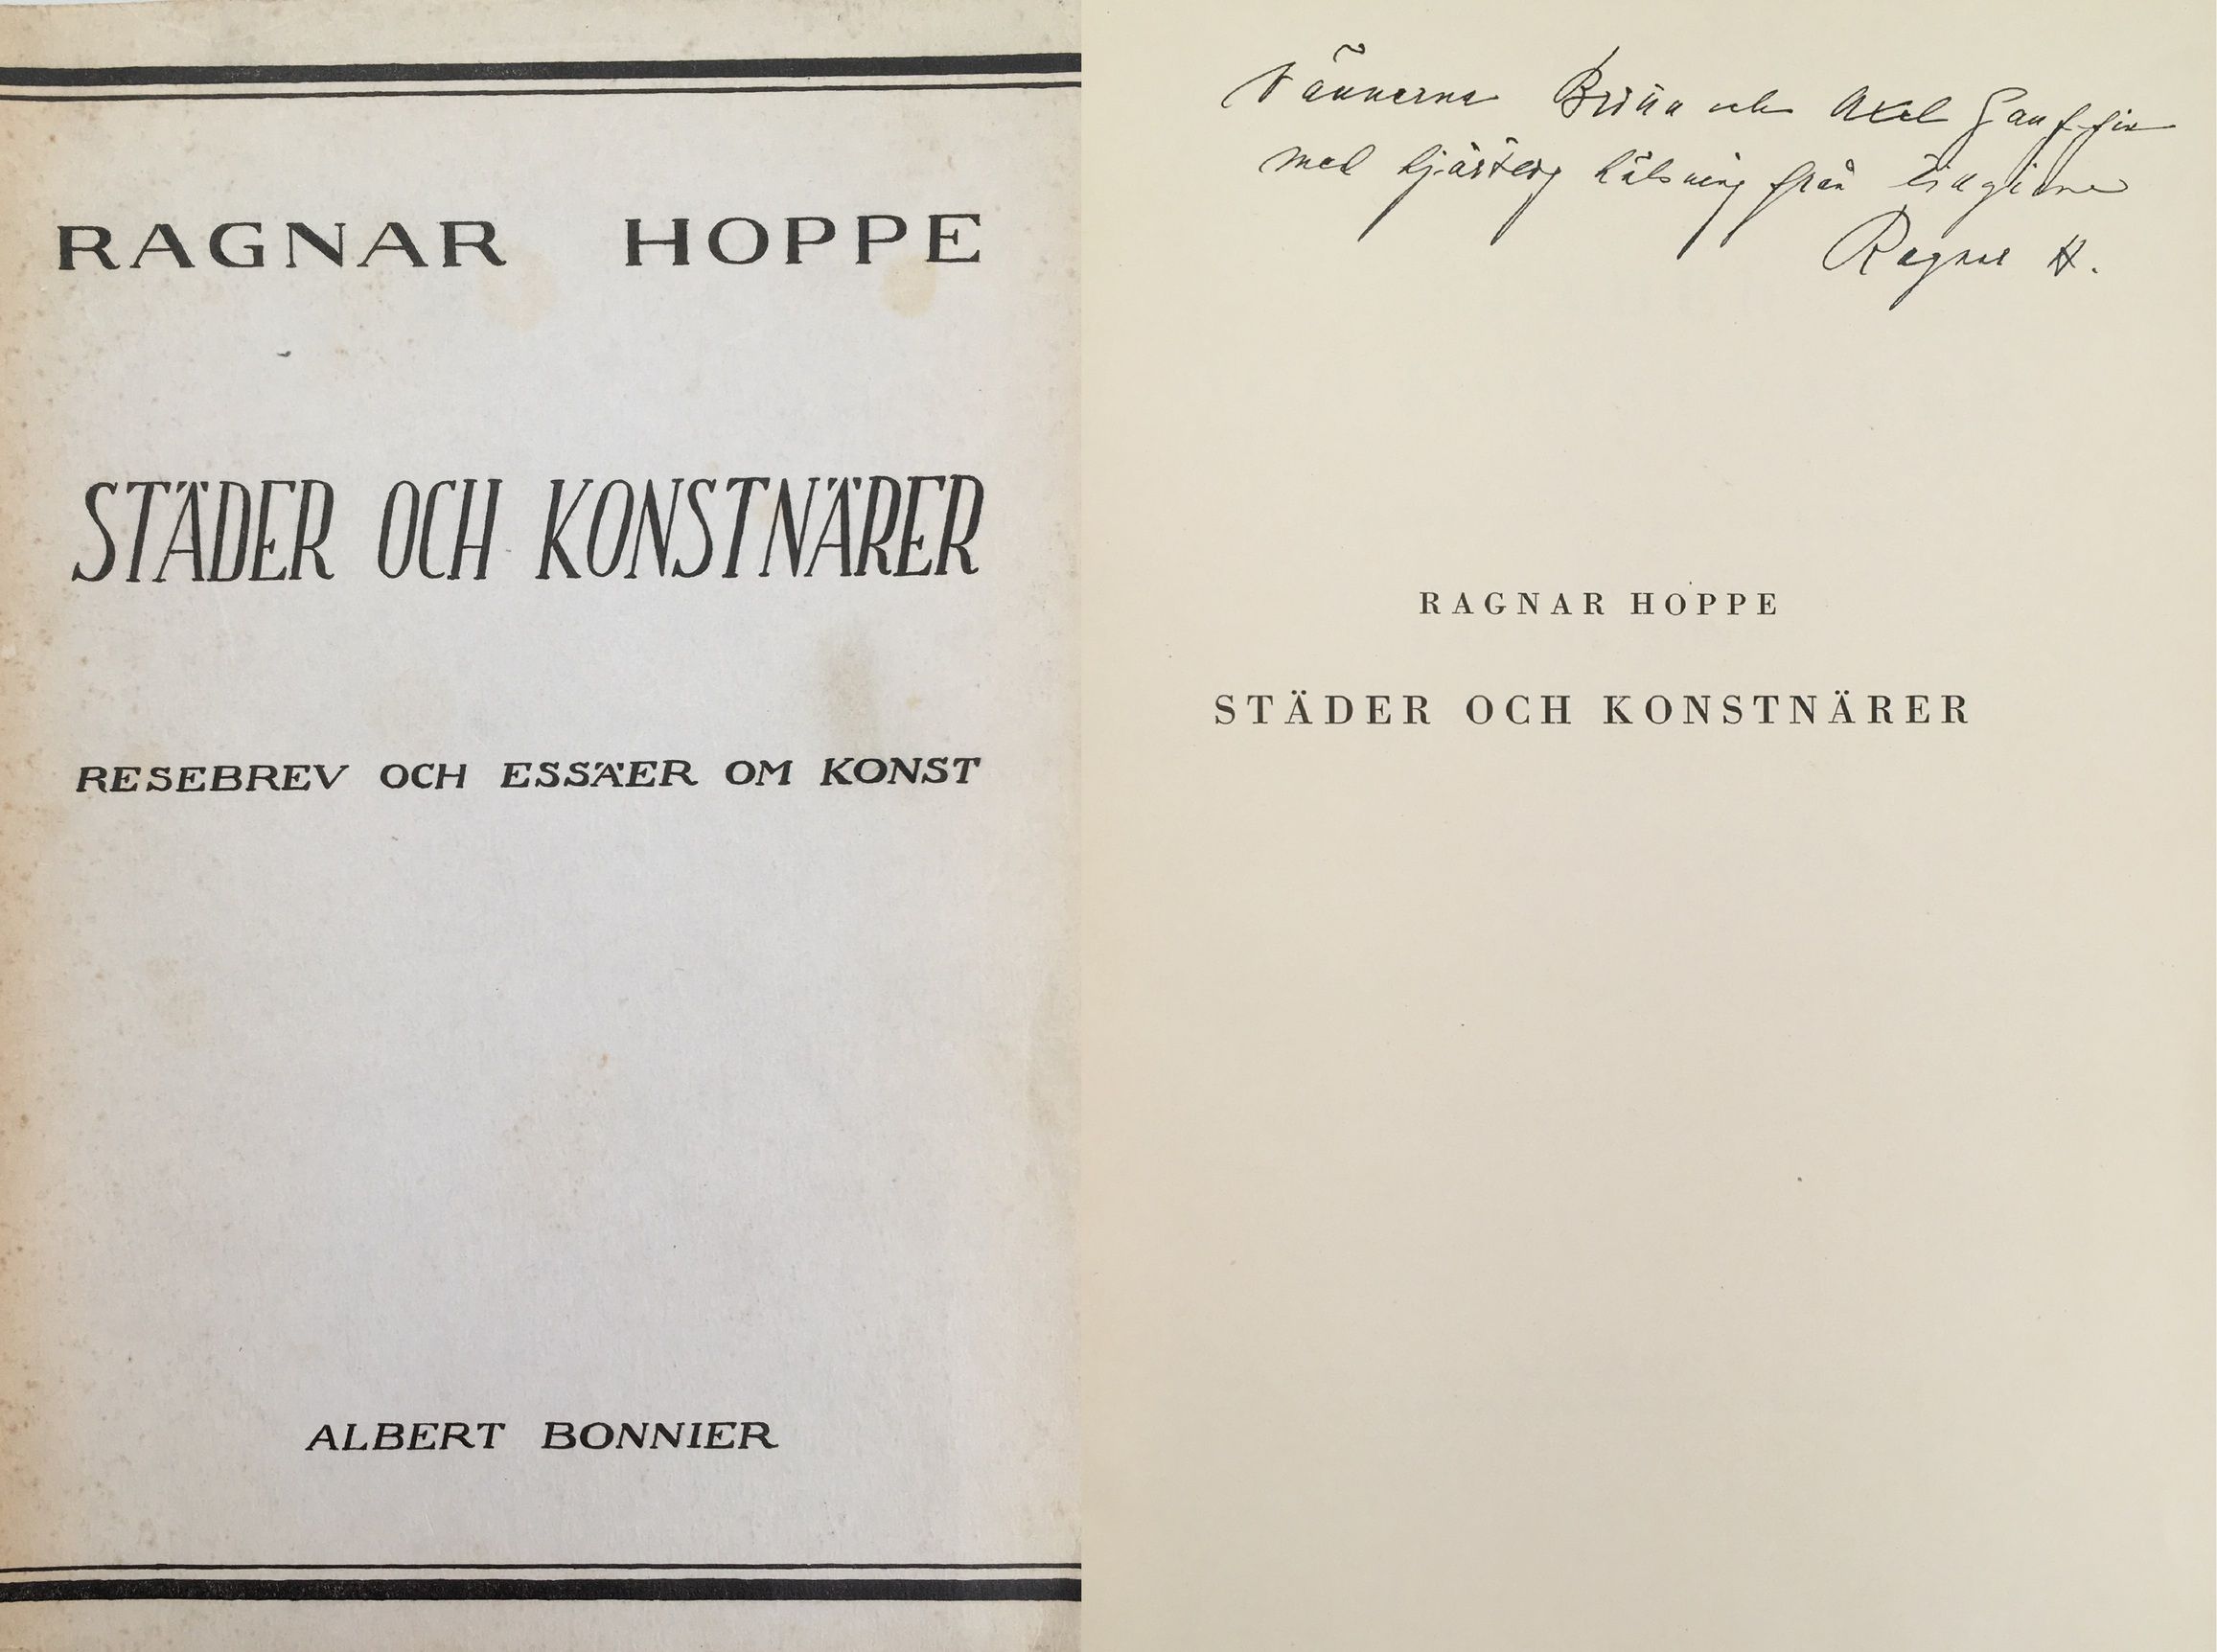 RAGNAR HOPPE
STÄDER OCH KONSTNÄRER
RESEBREV OCH ESSÄER OM KONST
ALBERT BONNIER
Vännerna och Axel Gauffin
med hjärtlig hälsning från
Ragnar H.
RAGNAR HOPPE
STÄDER OCH KONSTNÄRER